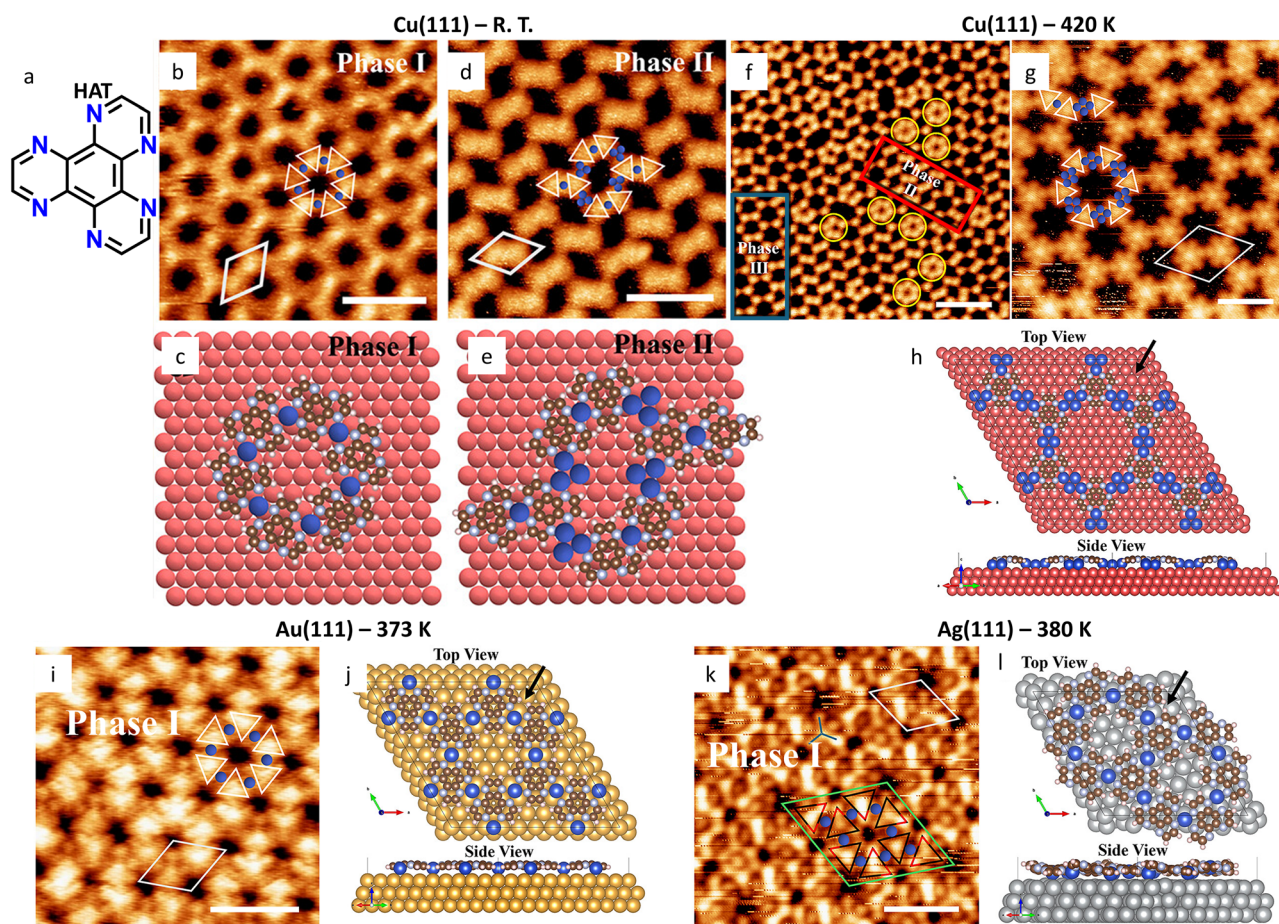 Cu(111) – R. T.
Cu(111) – 420 K
a
HAT
N
N
N
N
N
N
b
Phase I
d
Phase II
f
Phase II
Phase III
g
c
Phase I
e
Phase II
h
Top View
Side View
Au(111) – 373 K
Ag(111) – 380 K
i
Phase I
j
Top View
Side View
k
Phase I
l
Top View
Side View